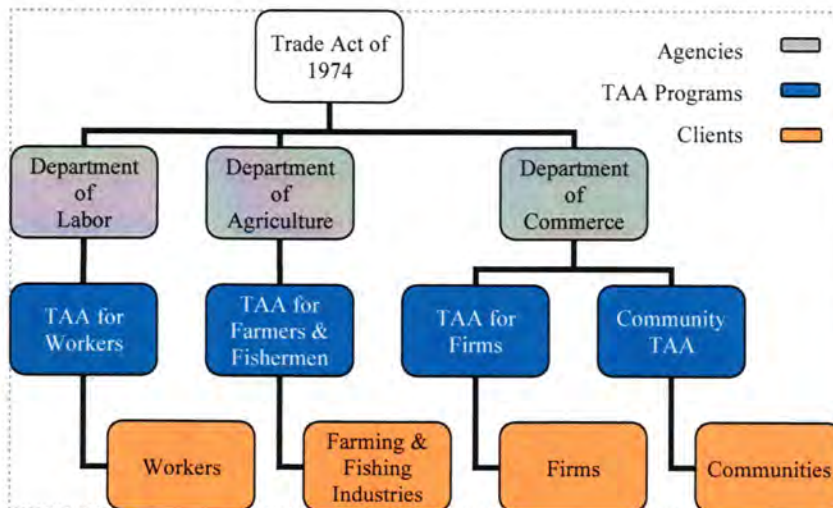 Trade Act of
1974
Agencies
TAA Programs
Clients
Department
of
Labor
Department
of
Agriculture
Department
of
Commerce
TAA for
Workers
TAA for
Farmers &
Fishermen
TAA for
Firms
Community
TAA
Workers
Farming &
Fishing
Industries
Firms
Communities